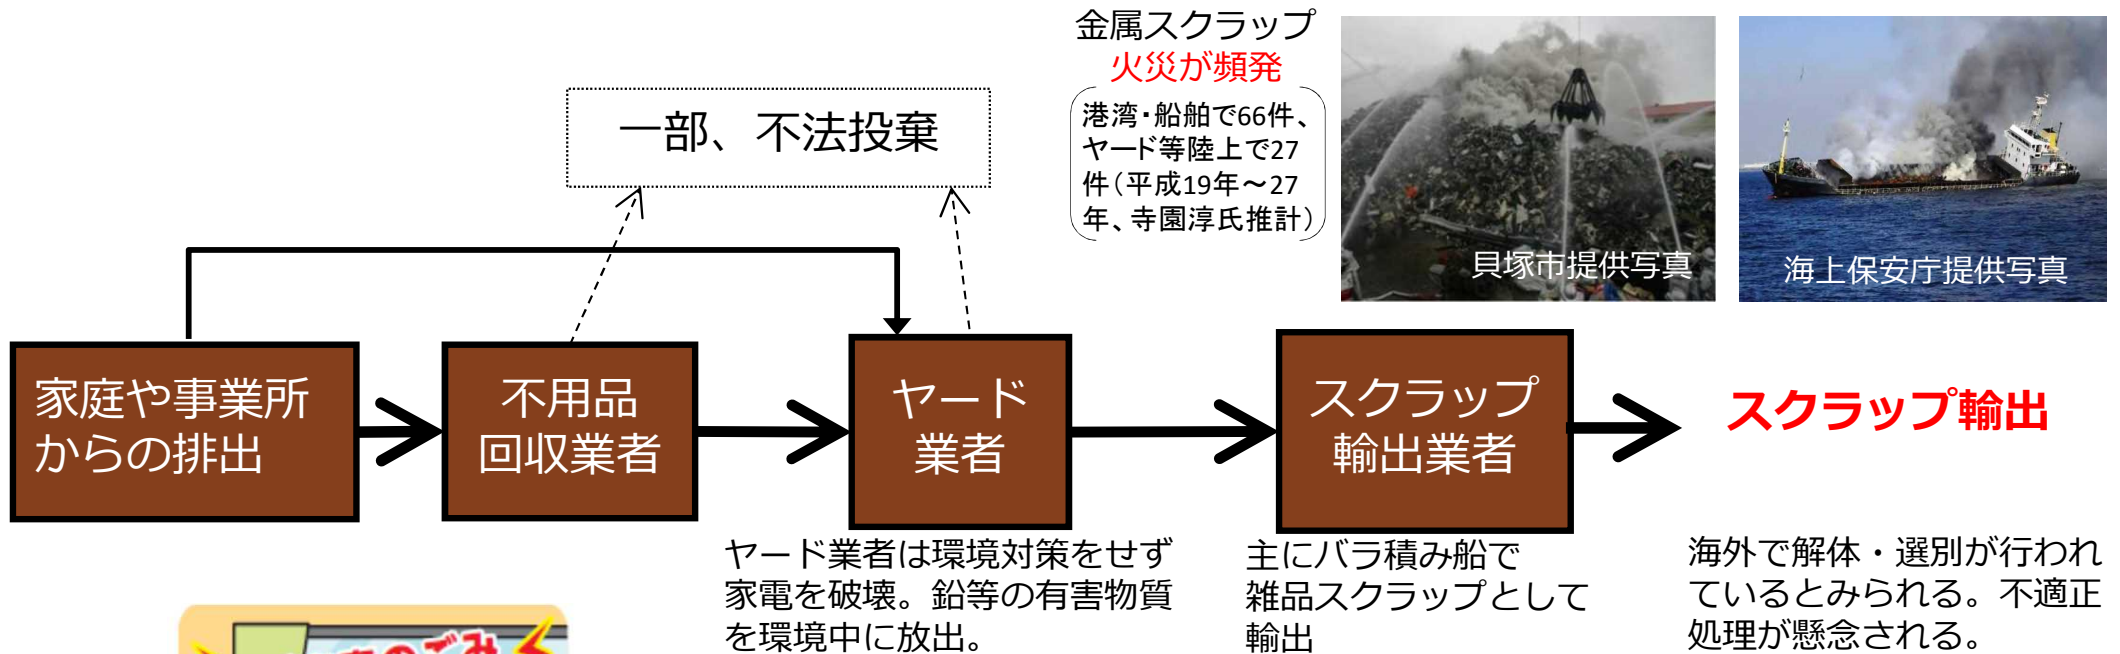 金属スクラップ
火災が頻発
港湾・船舶で66件、
ヤード等陸上で27
件(平成19年~27
年、寺園淳氏推計)
貝塚市提供写真
海上保安庁提供写真
一部、不法投棄
家庭や事業所
からの排出
不用品
回収業者
ヤード
業者
スクラップ
輸出業者
スクラップ輸出
ヤード業者は環境対策をせず
家電を破壊。鉛等の有害物質
を環境中に放出。
主にバラ積み船で
雑品スクラップとして
輸出
海外で解体・選別が行われ
ているとみられる。不適正
処理が懸念される。